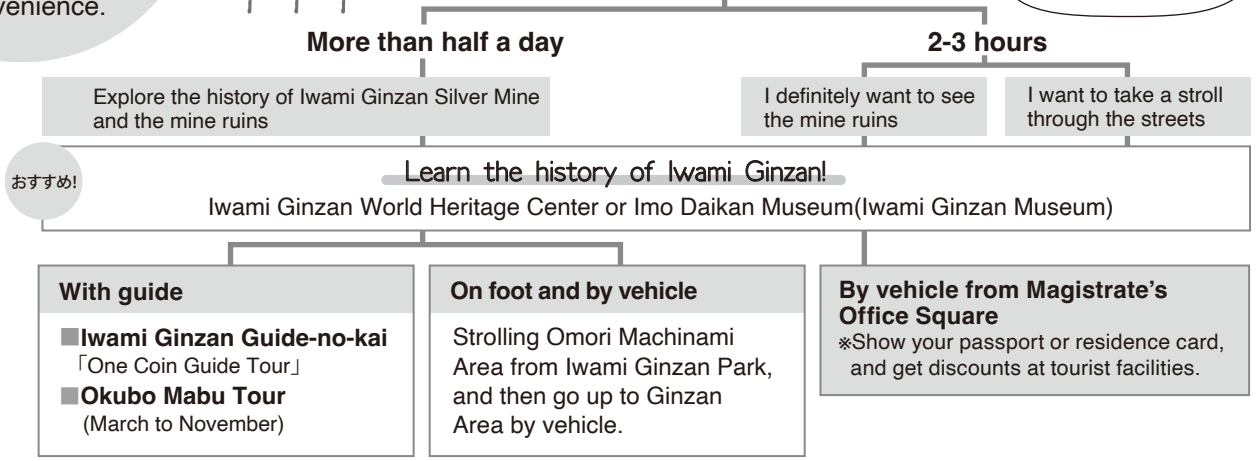 venience.
More than half a day
2-3 hours
Explore the history of Iwami Ginzan Silver Mine
and the mine ruins
I definitely want to see
the mine ruins
I want to take a stroll
through the streets
おすすめ!
Learn the history of Iwami Ginzan!
Iwami Ginzan World Heritage Center or Imo Daikan Museum(Iwami Ginzan Museum)
With guide
■Iwami Ginzan Guide-no-kai
「One Coin Guide Tour」
■Okubo Mabu Tour
(March to November)
On foot and by vehicle
Strolling Omori Machinami
Area from Iwami Ginzan Park,
and then go up to Ginzan
Area by vehicle.
By vehicle from Magistrate's
Office Square
※Show your passport or residence card,
and get discounts at tourist facilities.